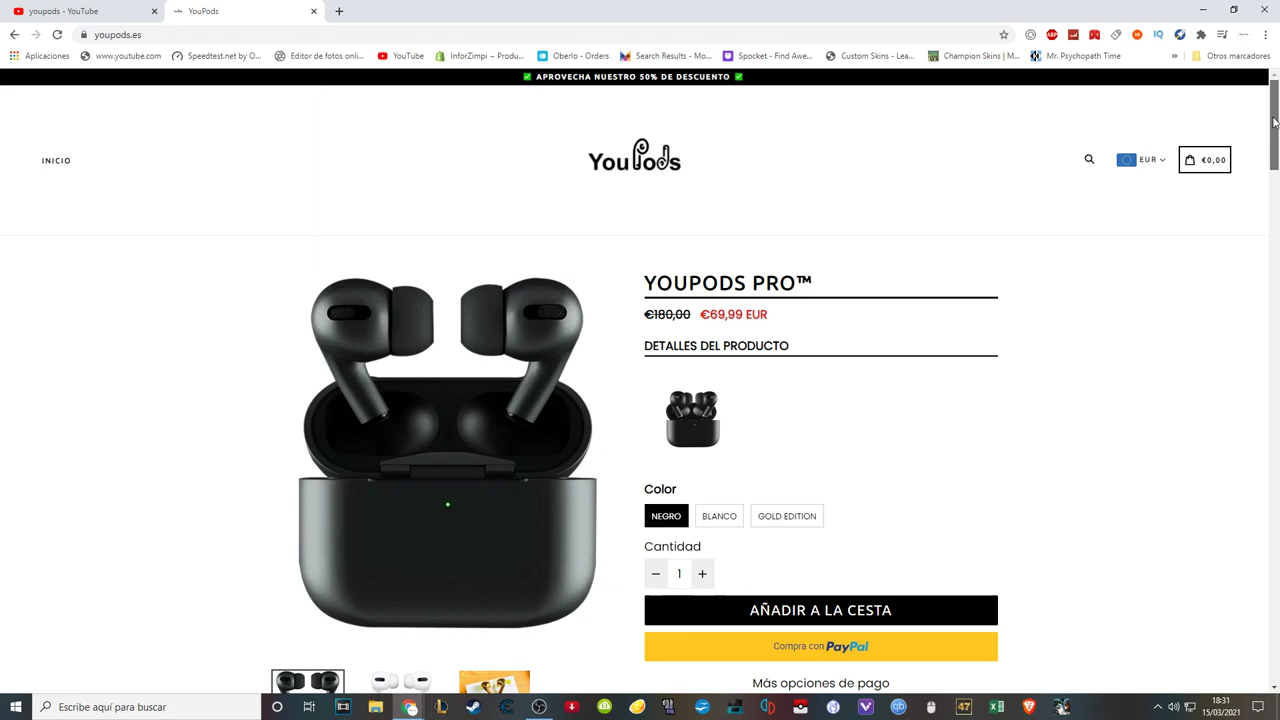 youpods - YouTube
YouPods
youpods.es
Aplicaciones
www.youtube.com
Speedtest.net by O...
Editor de fotos onlin...
YouTube
InforZimpi ~ Produ...
Oberlo - Orders
Search Results - Mo...
Spocket - Find Awe...
Custom Skins - Lea...
Champion Skins | M...
Mr. Psychopath Time
»
Otros marcadores
✅ APROVECHA NUESTRO 50% DE DESCUENTO ✅
INICIO
YouPods
EUR
€0,00
YOUPODS PRO™
€180,00 €69,99 EUR
DETALLES DEL PRODUCTO
Color
NEGRO
BLANCO
GOLD EDITION
Cantidad
− 1 +
AÑADIR A LA CESTA
Compra con PayPal
Más opciones de pago
Escribe aquí para buscar
47
18:31
15/03/2021